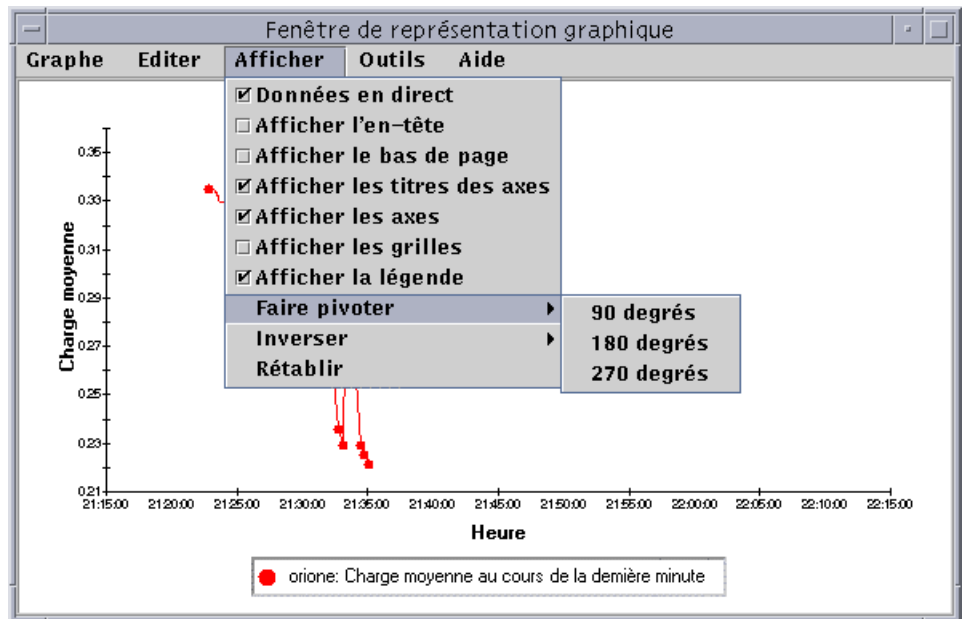 Fenêtre de représentation graphique
Graphe Editer Afficher Outils Aide
Données en direct
Afficher l'en-tête
Afficher le bas de page
Afficher les titres des axes
Afficher les axes
Afficher les grilles
Afficher la légende
Faire pivoter
Inverser
Rétablir
90 degrés
180 degrés
270 degrés
Charge moyenne
0.35
0.33
0.31
0.29
0.27
0.25
0.23
0.21
21:15:00 21:20:00 21:25:00 21:30:00 21:35:00 21:40:00 21:45:00 21:50:00 21:55:00 22:00:00 22:05:00 22:10:00 22:15:00
Heure
orione: Charge moyenne au cours de la dernière minute